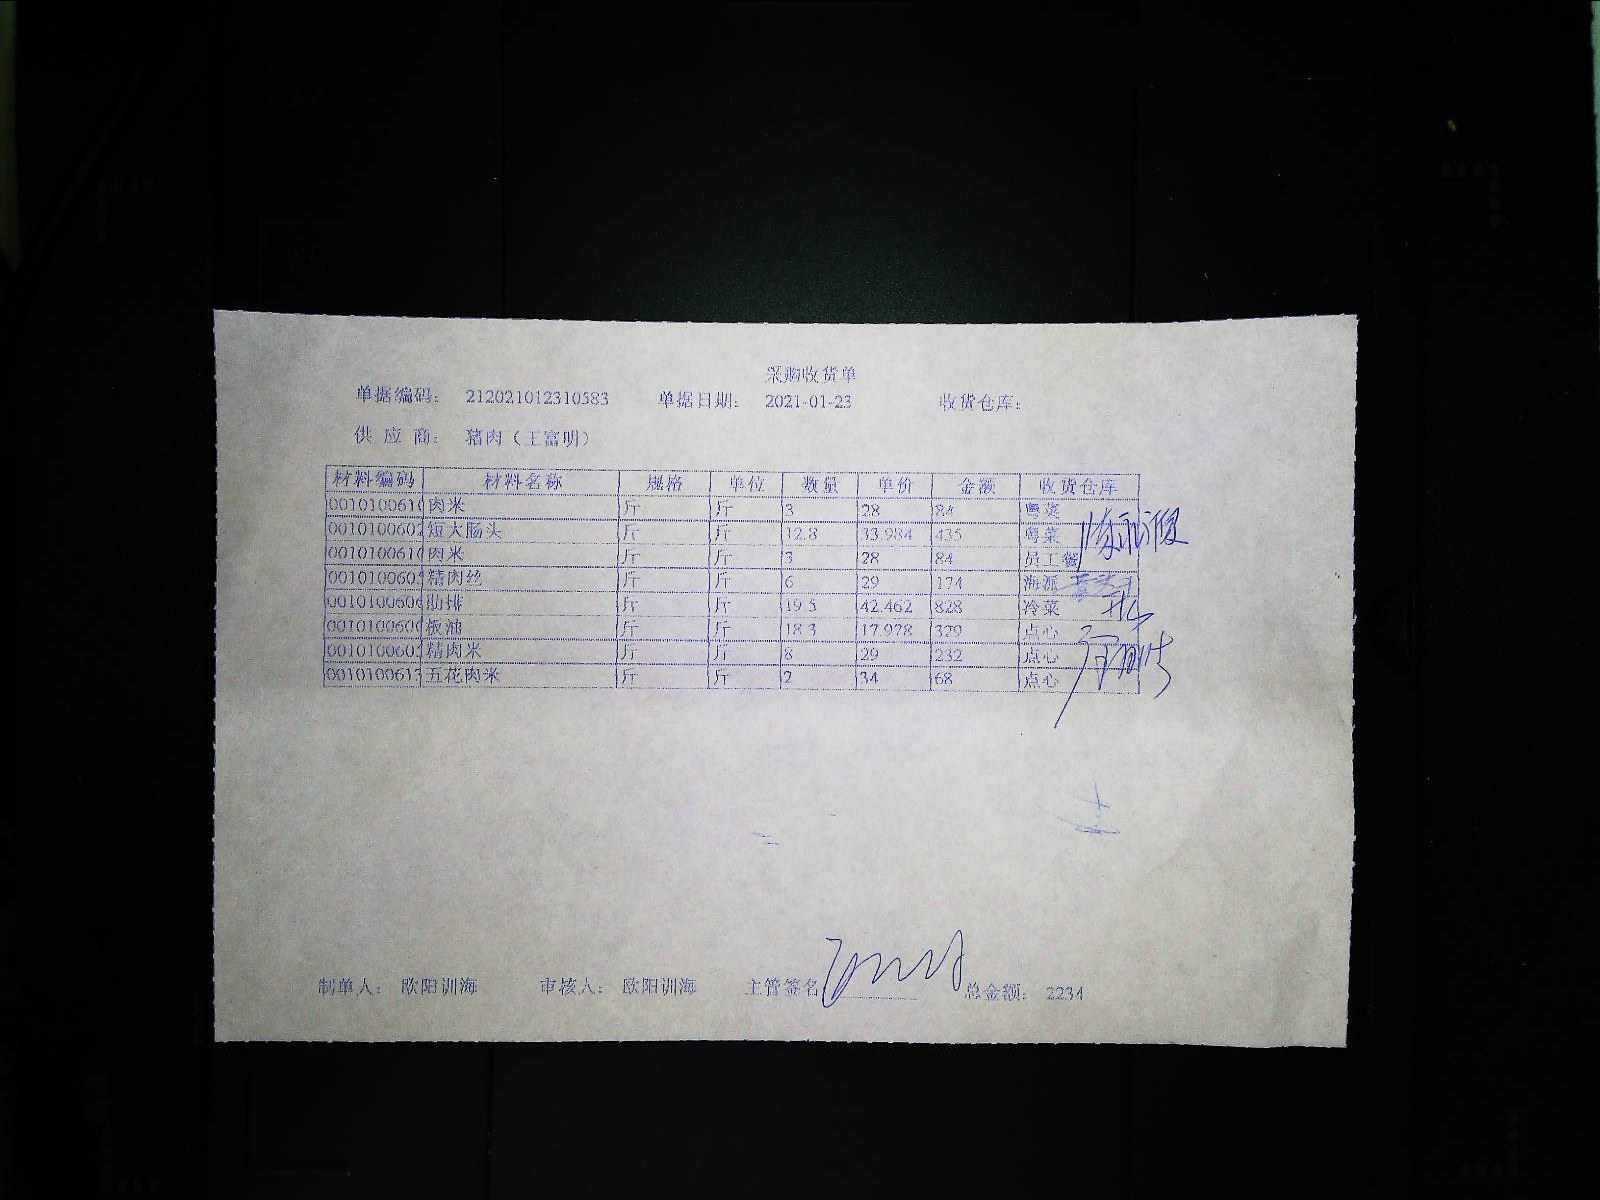 采购收货单
单据编码: 212021012310583 单据日期: 2021-01-23 收货仓库:
供应商: 猪肉（王富明）
材料编码 材料名称 规格 单位 数量 单价 金额 收货仓库
001010061 肉米 斤 斤 3 28 84 粤菜
001010060 短大肠头 斤 斤 12.8 33.984 435 粤菜
001010061 肉米 斤 斤 3 28 84 员工餐
001010060 精肉丝 斤 斤 6 29 174 海派
001010060 肋排 斤 斤 19.5 42.462 828 冷菜
001010060 板油 斤 斤 18.3 17.978 329 点心
001010060 精肉米 斤 斤 8 29 232 点心
001010061 五花肉米 斤 斤 2 34 68 点心
制单人: 欧阳训海 审核人: 欧阳训海 主管签名 总金额: 2234